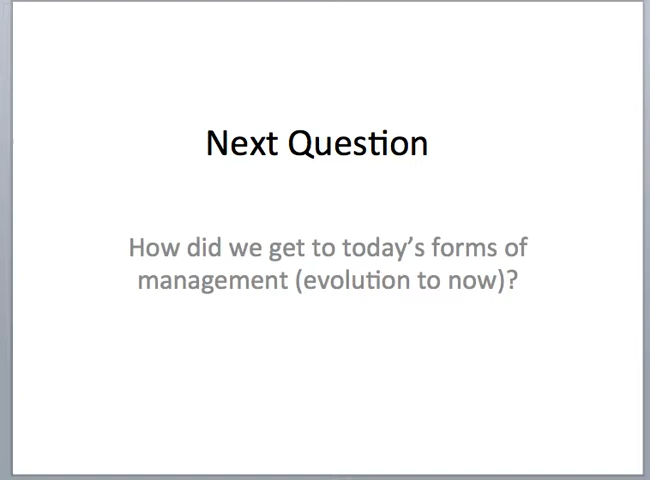 Next Question
How did we get to today’s forms of
management (evolution to now)?